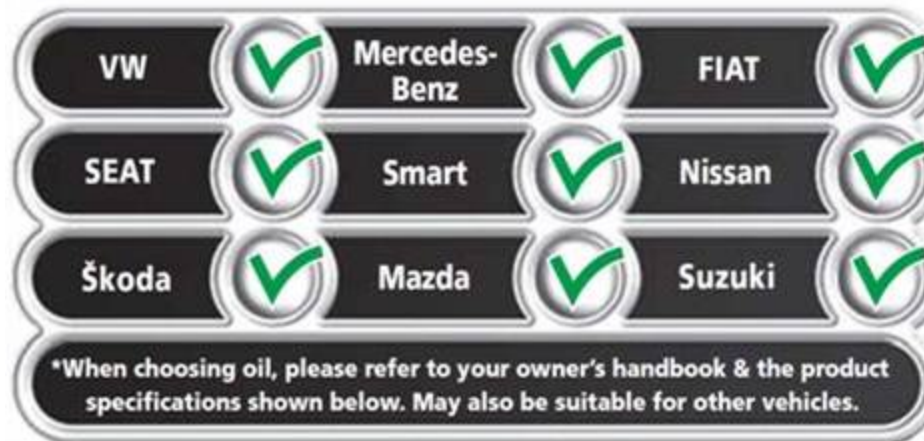 VW
Mercedes-
Benz
FIAT
SEAT
Smart
Nissan
Škoda
Mazda
Suzuki
*When choosing oil, please refer to your owner's handbook & the product
specifications shown below. May also be suitable for other vehicles.